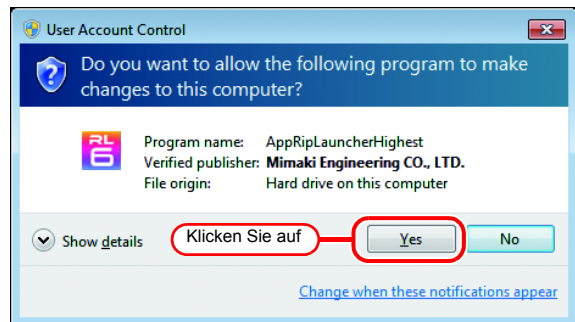 User Account Control
Do you want to allow the following program to make
changes to this computer?
RL
6
Program name: AppRipLauncherHighest
Verified publisher: Mimaki Engineering CO., LTD.
File origin: Hard drive on this computer
Show details
Klicken Sie auf
Yes
No
Change when these notifications appear